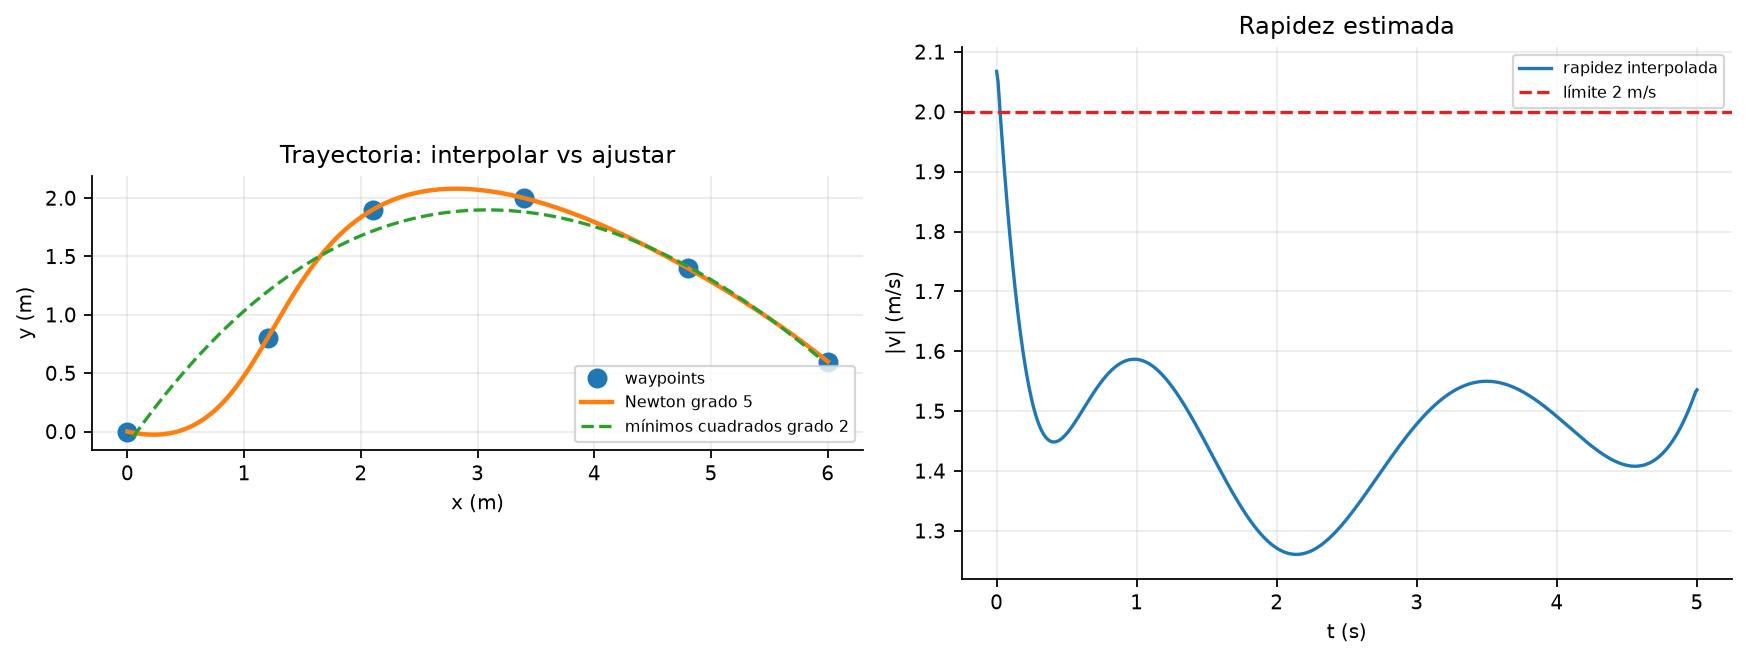 Trayectoria: interpolar vs ajustar
y (m)
2.0
1.5
1.0
0.5
0.0
waypoints
Newton grado 5
mínimos cuadrados grado 2
0 1 2 3 4 5 6
x (m)
Rapidez estimada
|v| (m/s)
2.1
2.0
1.9
1.8
1.7
1.6
1.5
1.4
1.3
rapidez interpolada
límite 2 m/s
0 1 2 3 4 5
t (s)